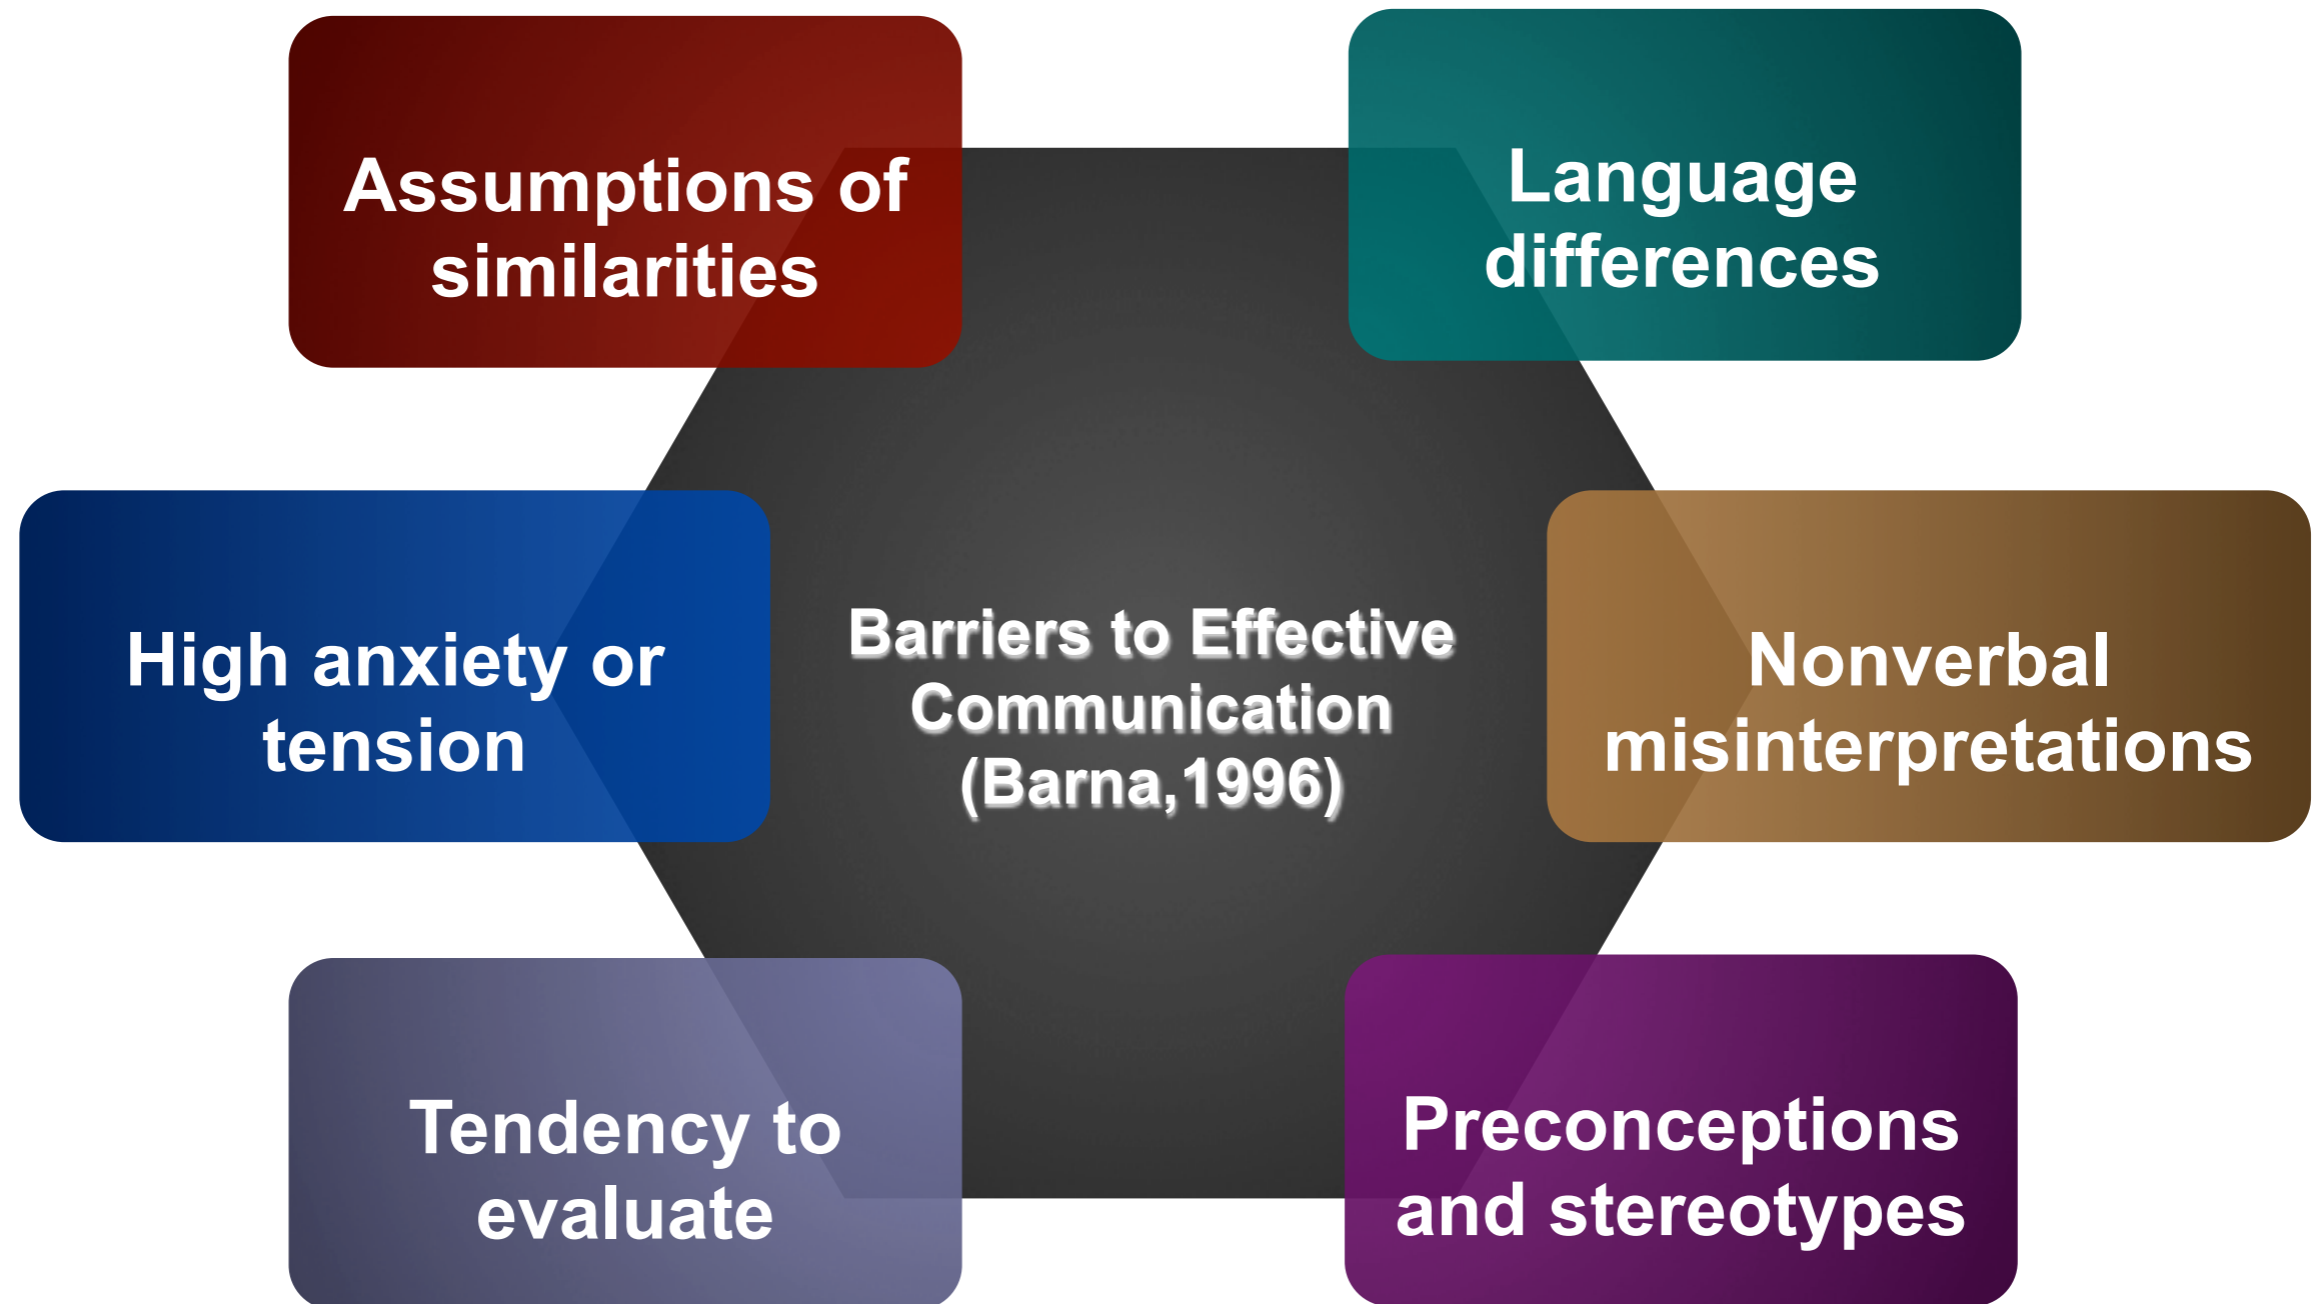 Assumptions of
similarities
Language
differences
High anxiety or
tension
Barriers to Effective
Communication
(Barna,1996)
Nonverbal
misinterpretations
Tendency to
evaluate
Preconceptions
and stereotypes